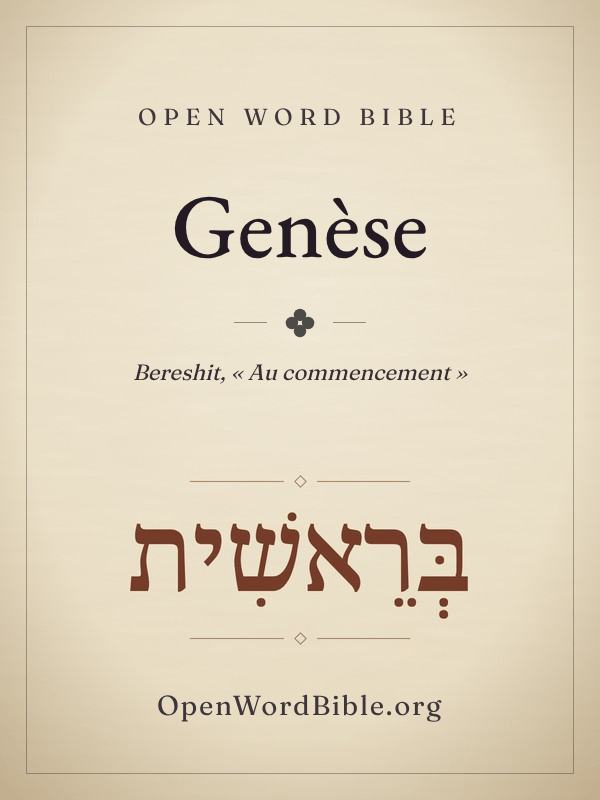 OPEN WORD BIBLE
Genèse
Bereshit, « Au commencement »
בְּרֵאשִׁית
OpenWordBible.org